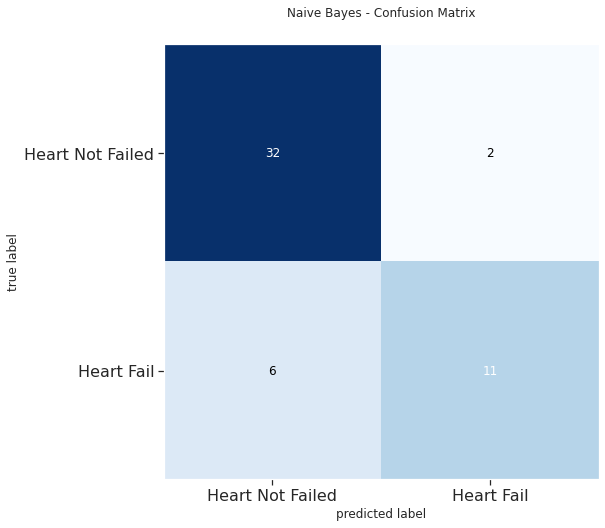 Naive Bayes - Confusion Matrix
Heart Not Failed
32
2
true label
Heart Fail
6
11
Heart Not Failed
Heart Fail
predicted label